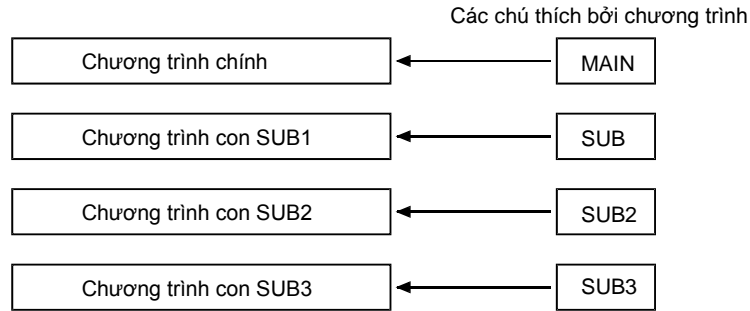 Các chú thích bởi chương trình
Chương trình chính MAIN
Chương trình con SUB1 SUB
Chương trình con SUB2 SUB2
Chương trình con SUB3 SUB3